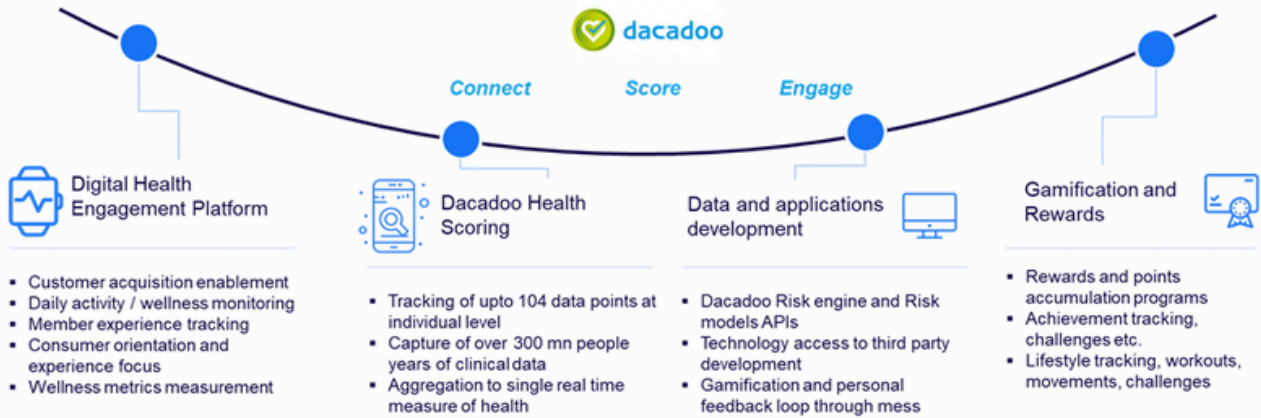 dacadoo
Connect Score Engage
Digital Health
Engagement Platform
▪ Customer acquisition enablement
▪ Daily activity / wellness monitoring
▪ Member experience tracking
▪ Consumer orientation and
experience focus
▪ Wellness metrics measurement
Dacadoo Health
Scoring
▪ Tracking of upto 104 data points at
individual level
▪ Capture of over 300 mn people
years of clinical data
▪ Aggregation to single real time
measure of health
Data and applications
development
▪ Dacadoo Risk engine and Risk
models APIs
▪ Technology access to third party
development
▪ Gamification and personal
feedback loop through mess
Gamification and
Rewards
▪ Rewards and points
accumulation programs
▪ Achievement tracking,
challenges etc.
▪ Lifestyle tracking, workouts,
movements, challenges